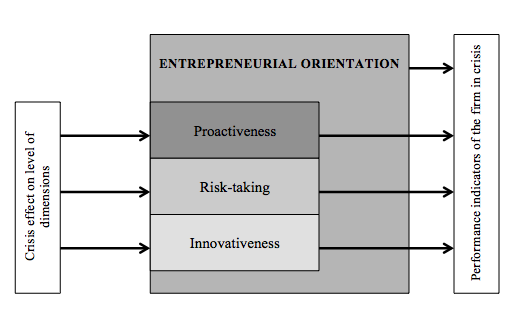 ENTREPRENEURIAL ORIENTATION
Crisis effect on level of
dimensions
Proactiveness
Risk-taking
Innovativeness
Performance indicators of the firm in crisis